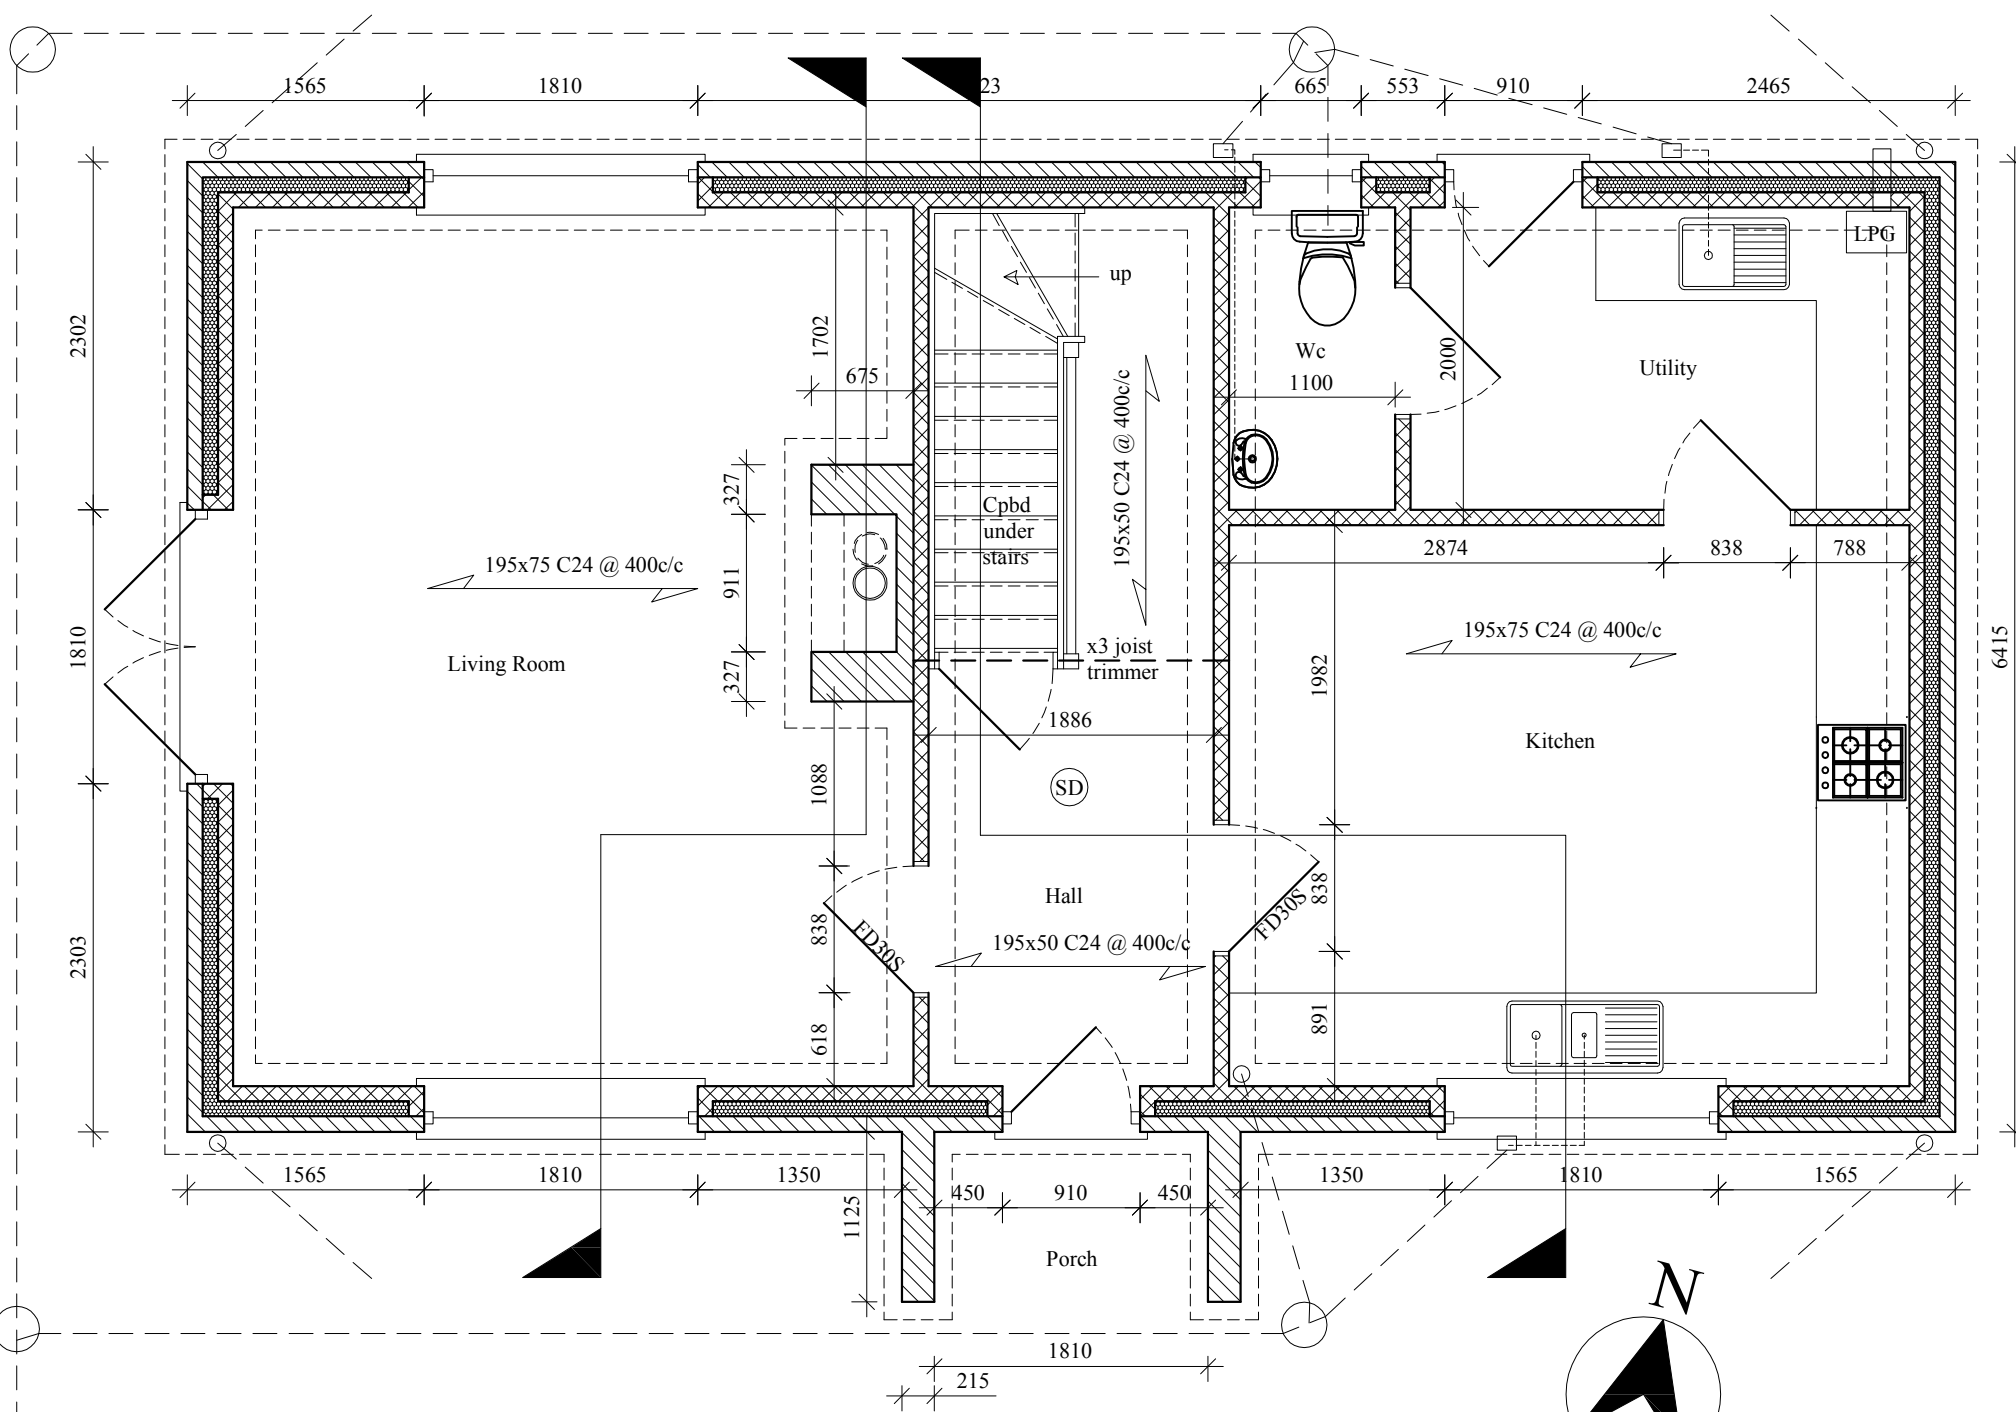 1565
1810
23
665
553
910
2465
LPG
up
2302
1702
675
195x50 C24 @ 400c/c
Wc
1100
2000
Utility
327
Cpbd
under
stairs
195x75 C24 @ 400c/c
911
2874
838
788
1810
Living Room
327
x3 joist
trimmer
1982
195x75 C24 @ 400c/c
6415
1886
Kitchen
1088
SD
Hall
838
FD30S
838
FD30S
2303
195x50 C24 @ 400c/c
618
891
1565
1810
1350
450
910
450
1350
1810
1565
1125
Porch
N
1810
215